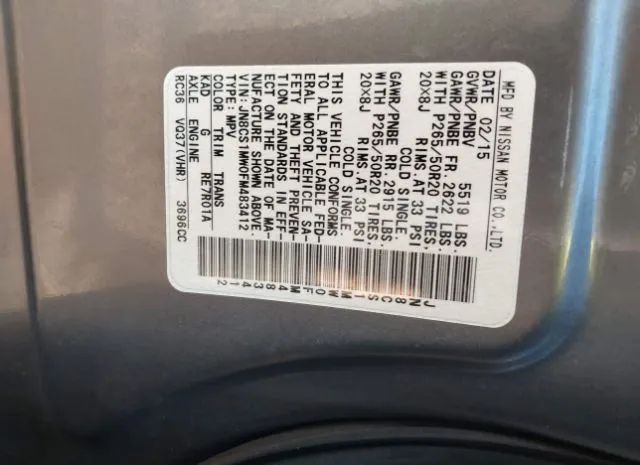 MFD BY NISSAN MOTOR CO.,LTD.
DATE 02/15
GVWR/PNBV 5519 LBS.
GAWR/PNBE FR. 2622 LBS.
WITH P265/50R20 TIRES.
20X8J RIMS.AT 33 PSI
COLD SINGLE.
GAWR/PNBE RR. 2915 LBS.
WITH P265/50R20 TIRES.
20X8J RIMS.AT 33 PSI
COLD SINGLE.
THIS VEHICLE CONFORMS
TO ALL APPLICABLE FED-
ERAL MOTOR VEHICLE SA-
FETY AND THEFT PREVEN-
TION STANDARDS IN EFF-
ECT ON THE DATE OF MA-
NUFACTURE SHOWN ABOVE.
VIN:JN8CS1MW0FM483412
TYPE:MPV
COLOR TRIM TRANS
KAD G RE7R01A
AXLE ENGINE
RC36 VQ37(VHR) 3696CC
JN8CS1MW0FM483412